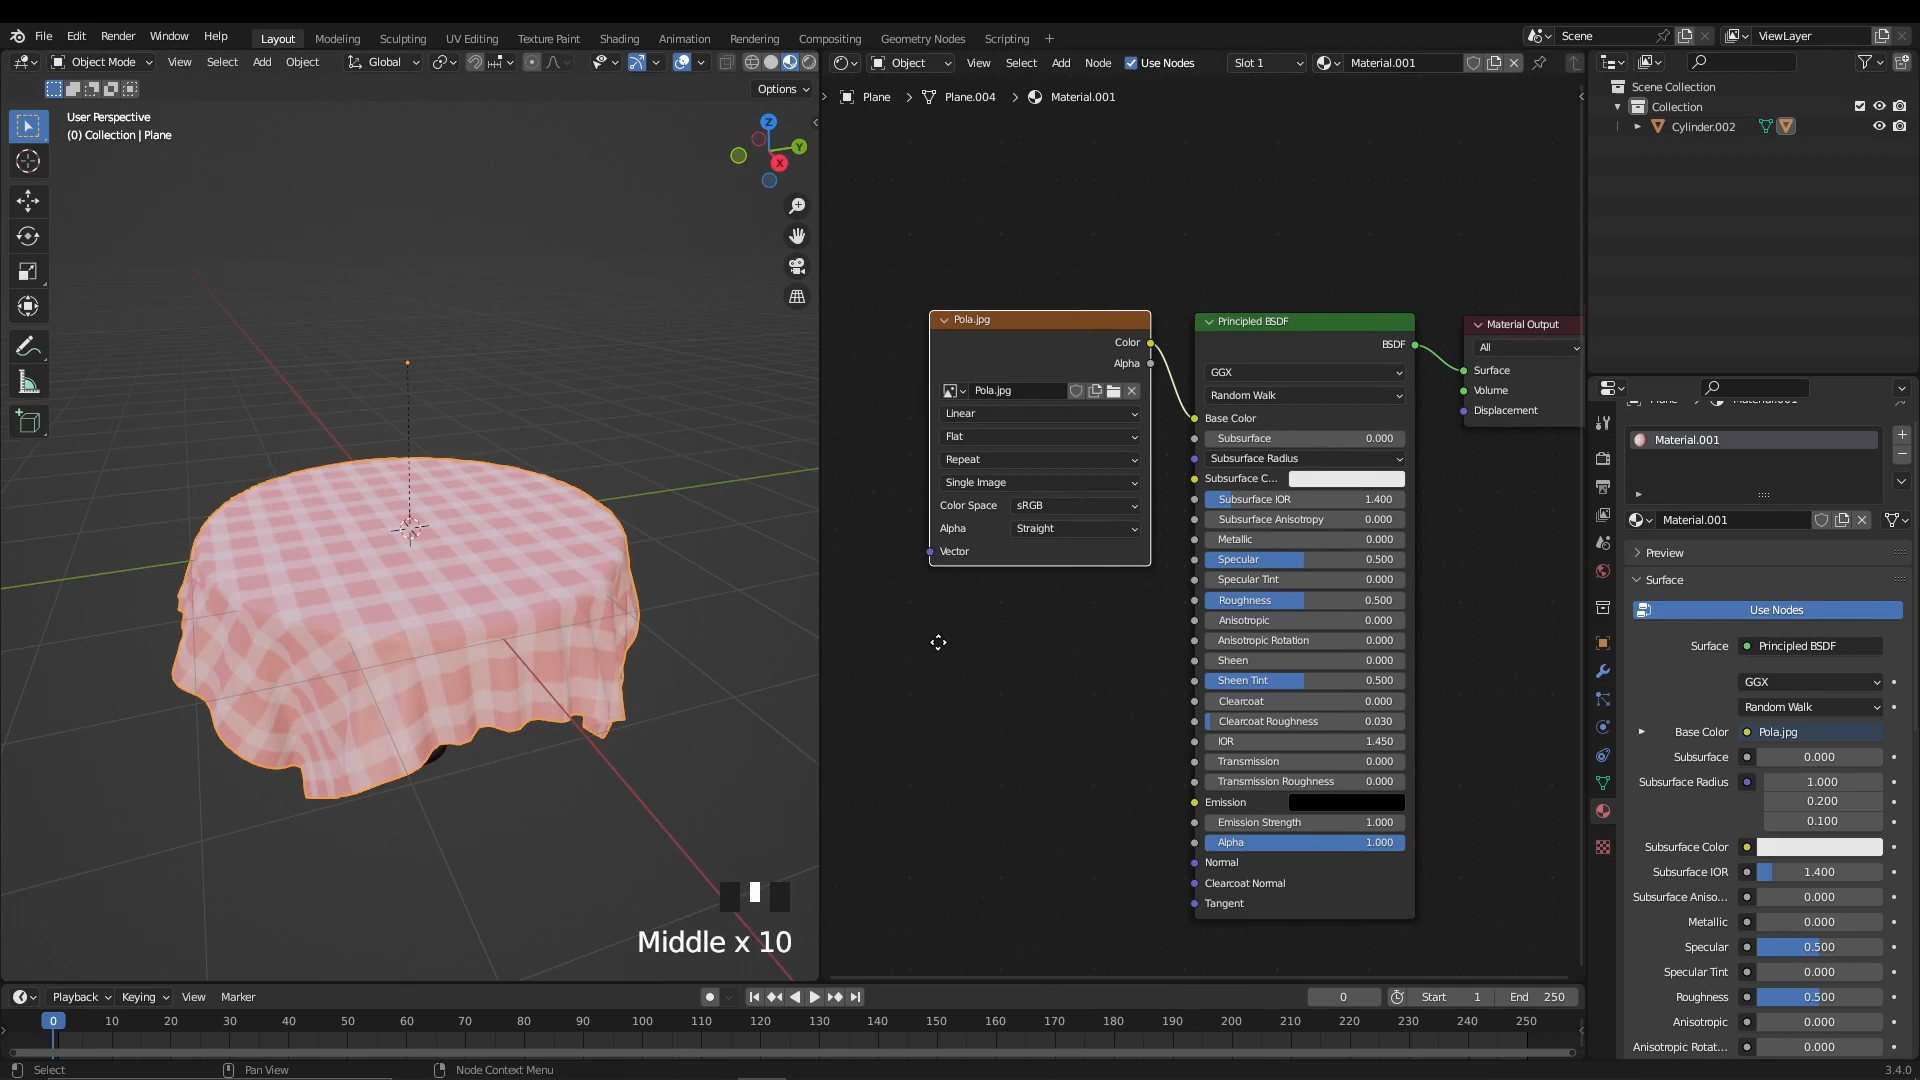 File Edit Render Window Help Layout Modeling Sculpting UV Editing Texture Paint Shading Animation Rendering Compositing Geometry Nodes Scripting + Scene ViewLayer
Object Mode View Select Add Object Global Object View Select Add Node Use Nodes Slot 1 Material.001
Options
Plane > Plane.004 > Material.001
User Perspective
(0) Collection | Plane
Z
Y
X
Scene Collection
Collection
Cylinder.002
Pola.jpg
Color
Alpha
Pola.jpg
Linear
Flat
Repeat
Single Image
Color Space sRGB
Alpha Straight
Vector
Principled BSDF
BSDF
GGX
Random Walk
Base Color
Subsurface 0.000
Subsurface Radius
Subsurface C...
Subsurface IOR 1.400
Subsurface Anisotropy 0.000
Metallic 0.000
Specular 0.500
Specular Tint 0.000
Roughness 0.500
Anisotropic 0.000
Anisotropic Rotation 0.000
Sheen 0.000
Sheen Tint 0.500
Clearcoat 0.000
Clearcoat Roughness 0.030
IOR 1.450
Transmission 0.000
Transmission Roughness 0.000
Emission
Emission Strength 1.000
Alpha 1.000
Normal
Clearcoat Normal
Tangent
Material Output
All
Surface
Volume
Displacement
Material.001
Material.001
Preview
Surface
Use Nodes
Surface Principled BSDF
GGX
Random Walk
Base Color Pola.jpg
Subsurface 0.000
Subsurface Radius 1.000
0.200
0.100
Subsurface Color
Subsurface IOR 1.400
Subsurface Aniso... 0.000
Metallic 0.000
Specular 0.500
Specular Tint 0.000
Roughness 0.500
Anisotropic 0.000
Anisotropic Rotat... 0.000
Middle x 10
Playback Keying View Marker 0 Start 1 End 250
0 10 20 30 40 50 60 70 80 90 100 110 120 130 140 150 160 170 180 190 200 210 220 230 240 250
Select Pan View Node Context Menu 3.4.0